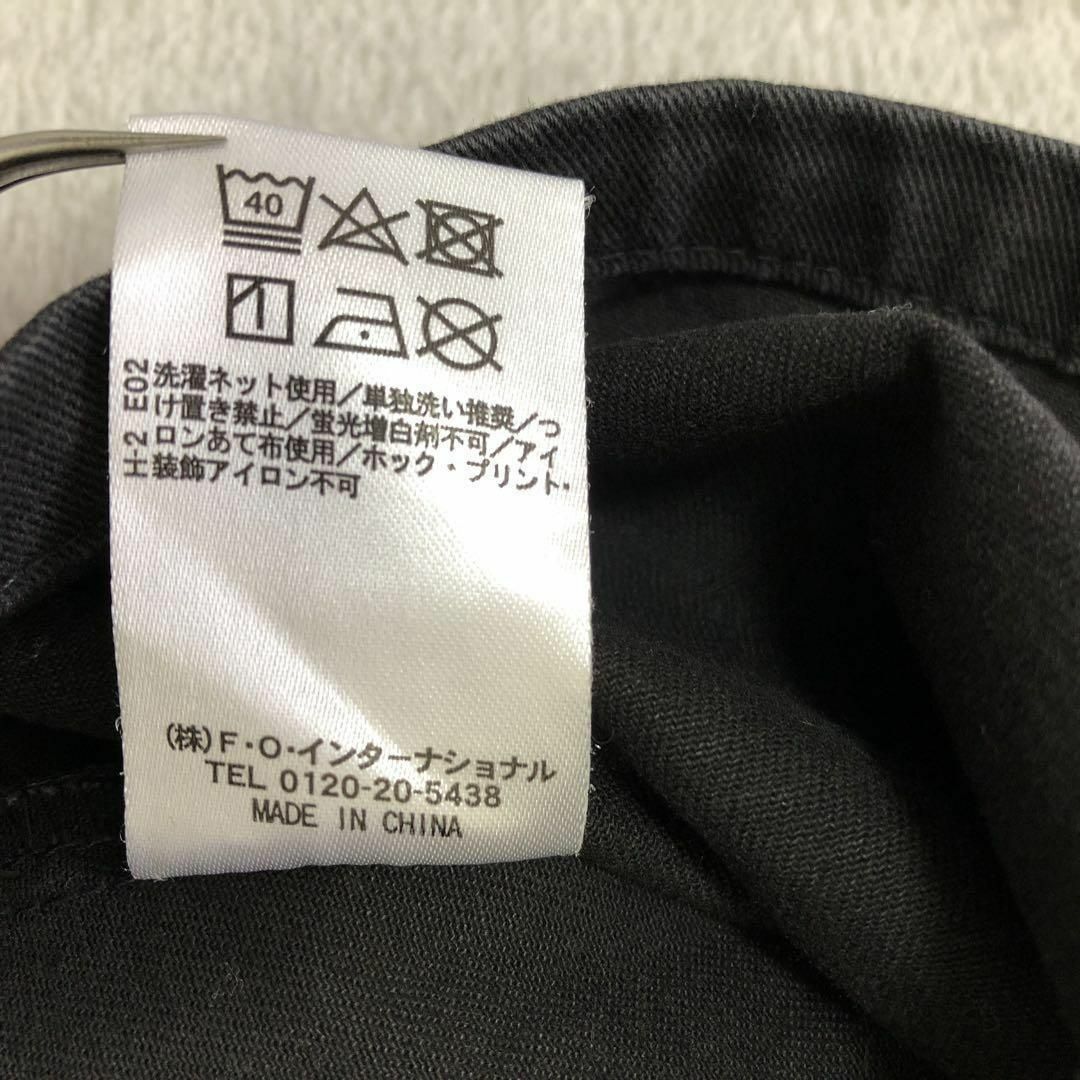 40
E02
H-2
洗濯ネット使用/単独洗い推奨/つ
け置き禁止/蛍光増白剤不可/アイ
ロンあて布使用/ホック・プリント・
装飾アイロン不可
(株)F・O・インターナショナル
TEL 0120-20-5438
MADE IN CHINA